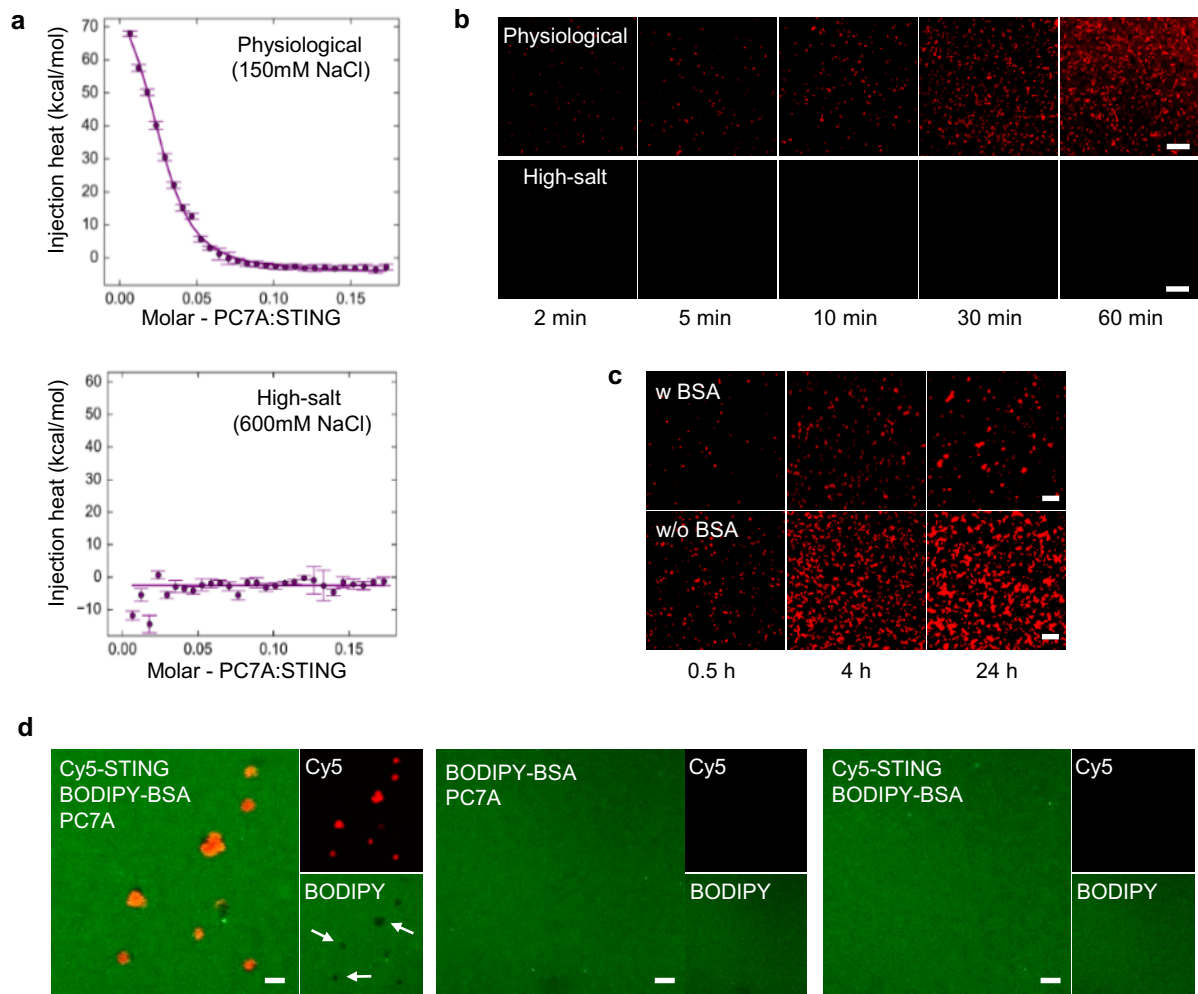 a
70
60
50
40
30
20
10
0
Injection heat (kcal/mol)
Physiological
(150mM NaCl)
0.00 0.05 0.10 0.15
Molar - PC7A:STING
60
50
40
30
20
10
0
−10
Injection heat (kcal/mol)
High-salt
(600mM NaCl)
0.00 0.05 0.10 0.15
Molar - PC7A:STING
b
Physiological
High-salt
2 min 5 min 10 min 30 min 60 min
c
w BSA
w/o BSA
0.5 h 4 h 24 h
d
Cy5-STING
BODIPY-BSA
PC7A
Cy5
BODIPY
BODIPY-BSA
PC7A
Cy5
BODIPY
Cy5-STING
BODIPY-BSA
Cy5
BODIPY